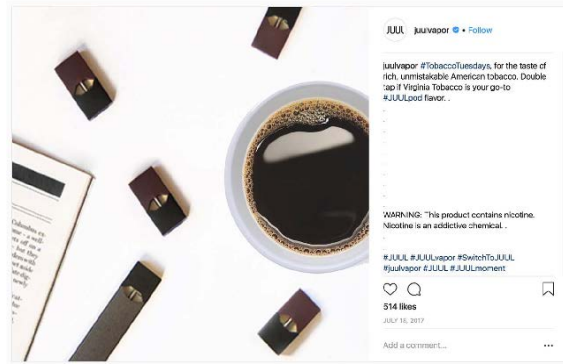 JUUL
juulvapor • Follow
juulvapor #TobaccoTuesdays, for the taste of
rich, unmistakable American tobacco. Double
tap if Virginia Tobacco is your go-to
#JUULpod flavor. .
.
.
.
.
WARNING: This product contains nicotine.
Nicotine is an addictive chemical. .
.
#JUUL #JUULvapor #SwitchToJUUL
#juulvapor #JUUL #JUULmoment
514 likes
JULY 18, 2017
Add a comment...